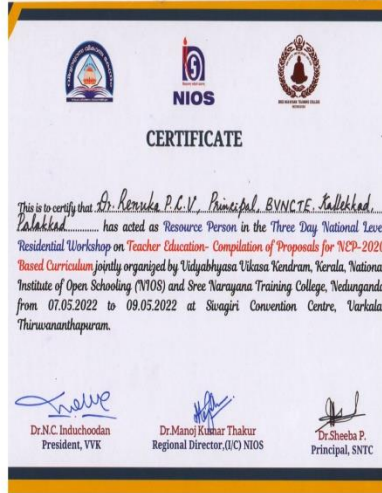 NIOS
CERTIFICATE
This is to certify that Dr. Renuka P.C.V, Principal, BVNCTE, Kallekkad,
Palakkad has acted as Resource Person in the Three Day National Level
Residential Workshop on Teacher Education- Compilation of Proposals for NEP-2020
Based Curriculum jointly organized by Vidyabhyasa Vikasa Kendram, Kerala, National
Institute of Open Schooling (NIOS) and Sree Narayana Training College, Nedunganda
from 07.05.2022 to 09.05.2022 at Sivagiri Convention Centre, Varkala
Thiruvananthapuram.
Dr.N.C. Induchoodan
President, VVK
Dr.Manoj Kumar Thakur
Regional Director,(I/C) NIOS
Dr.Sheeba P.
Principal, SNTC